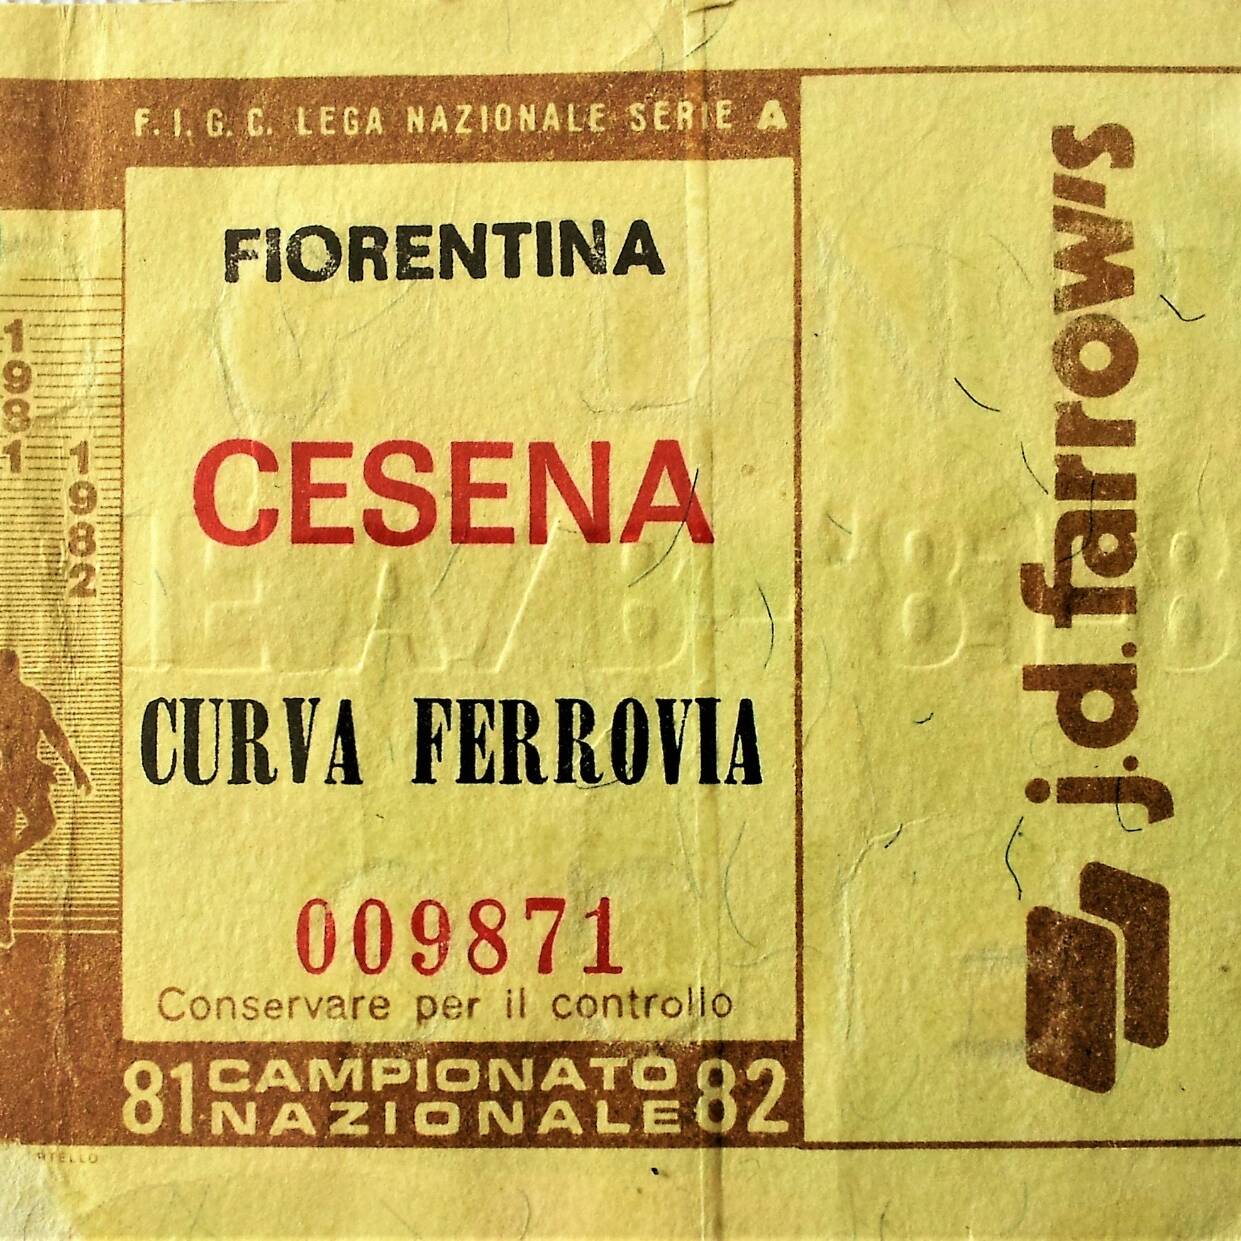 F. I. G. C. LEGA NAZIONALE SERIE A
FIORENTINA
1981
1982
CESENA
CURVA FERROVIA
009871
Conservare per il controllo
81 CAMPIONATO NAZIONALE 82
j.d. farrow's